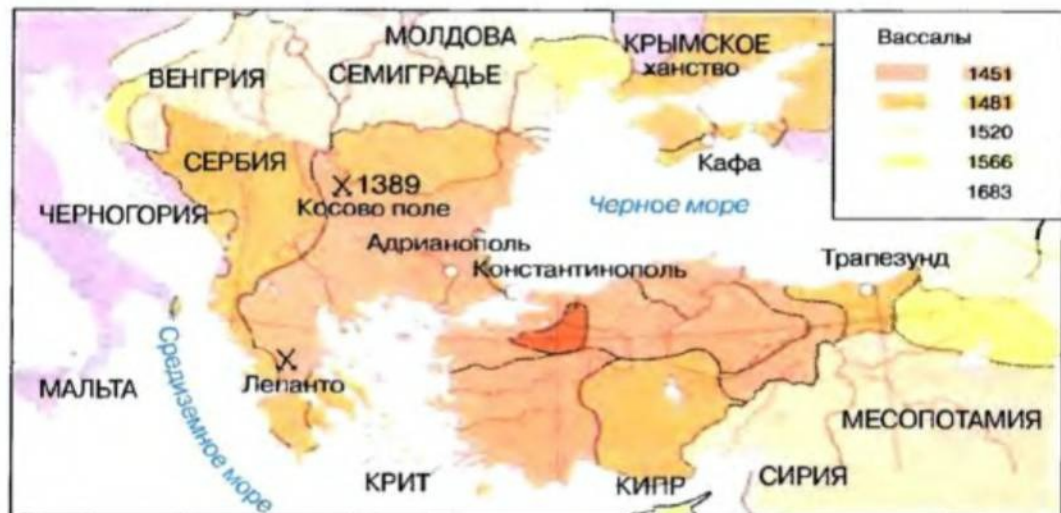 МОЛДОВА
КРЫМСКОЕ
ханство
ВЕНГРИЯ
СЕМИГРАДЬЕ
Вассалы
1451
1481
1520
1566
1683
СЕРБИЯ
1389
Косово поле
Кафа
ЧЕРНОГОРИЯ
Черное море
Адрианополь
Константинополь
Трапезунд
Средиземное море
Лепанто
МАЛЬТА
МЕСОПОТАМИЯ
КРИТ
КИПР
СИРИЯ